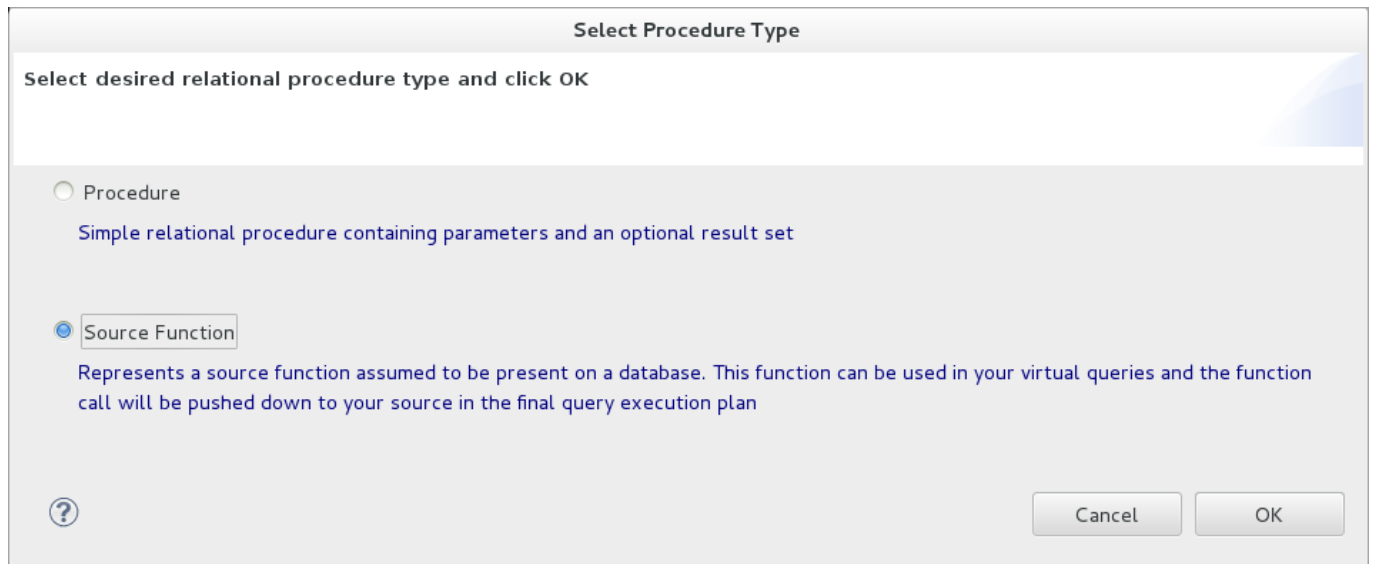 Select Procedure Type
Select desired relational procedure type and click OK
Procedure
Simple relational procedure containing parameters and an optional result set
Source Function
Represents a source function assumed to be present on a database. This function can be used in your virtual queries and the function
call will be pushed down to your source in the final query execution plan
?
Cancel
OK